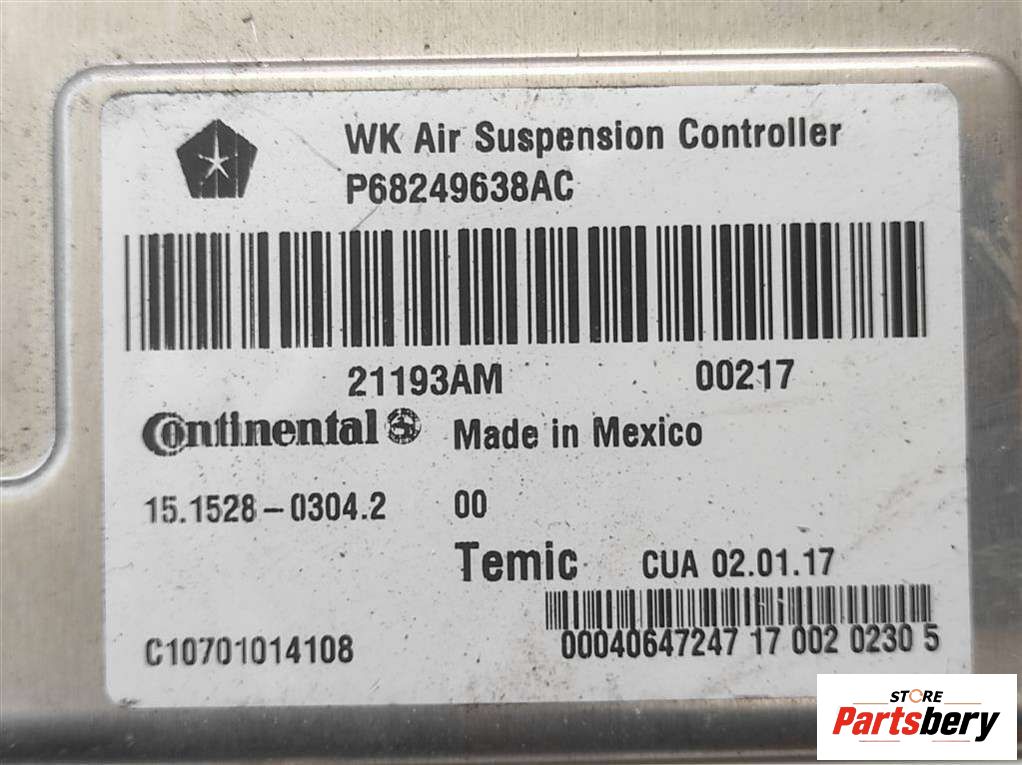 WK Air Suspension Controller
P68249638AC
21193AM 00217
Continental Made in Mexico
15.1528-0304.2 00
Temic CUA 02.01.17
C10701014108 00040647247 17 002 0230 5
STORE
Partsbery